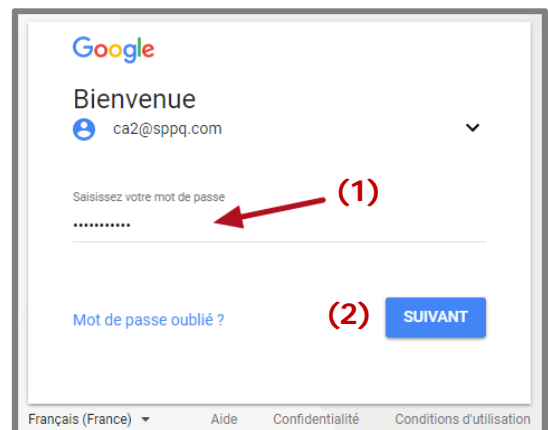 Google
Bienvenue
ca2@sppq.com
Saisissez votre mot de passe
(1)
•••••••••••
Mot de passe oublié ?
(2)
SUIVANT
Français (France) Aide Confidentialité Conditions d'utilisation